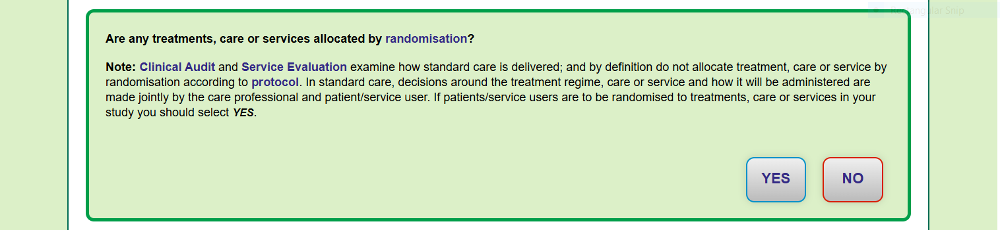 Rectangular Snip
Are any treatments, care or services allocated by randomisation?
Note: Clinical Audit and Service Evaluation examine how standard care is delivered; and by definition do not allocate treatment, care or service by
randomisation according to protocol. In standard care, decisions around the treatment regime, care or service and how it will be administered are
made jointly by the care professional and patient/service user. If patients/service users are to be randomised to treatments, care or services in your
study you should select YES.
YES NO